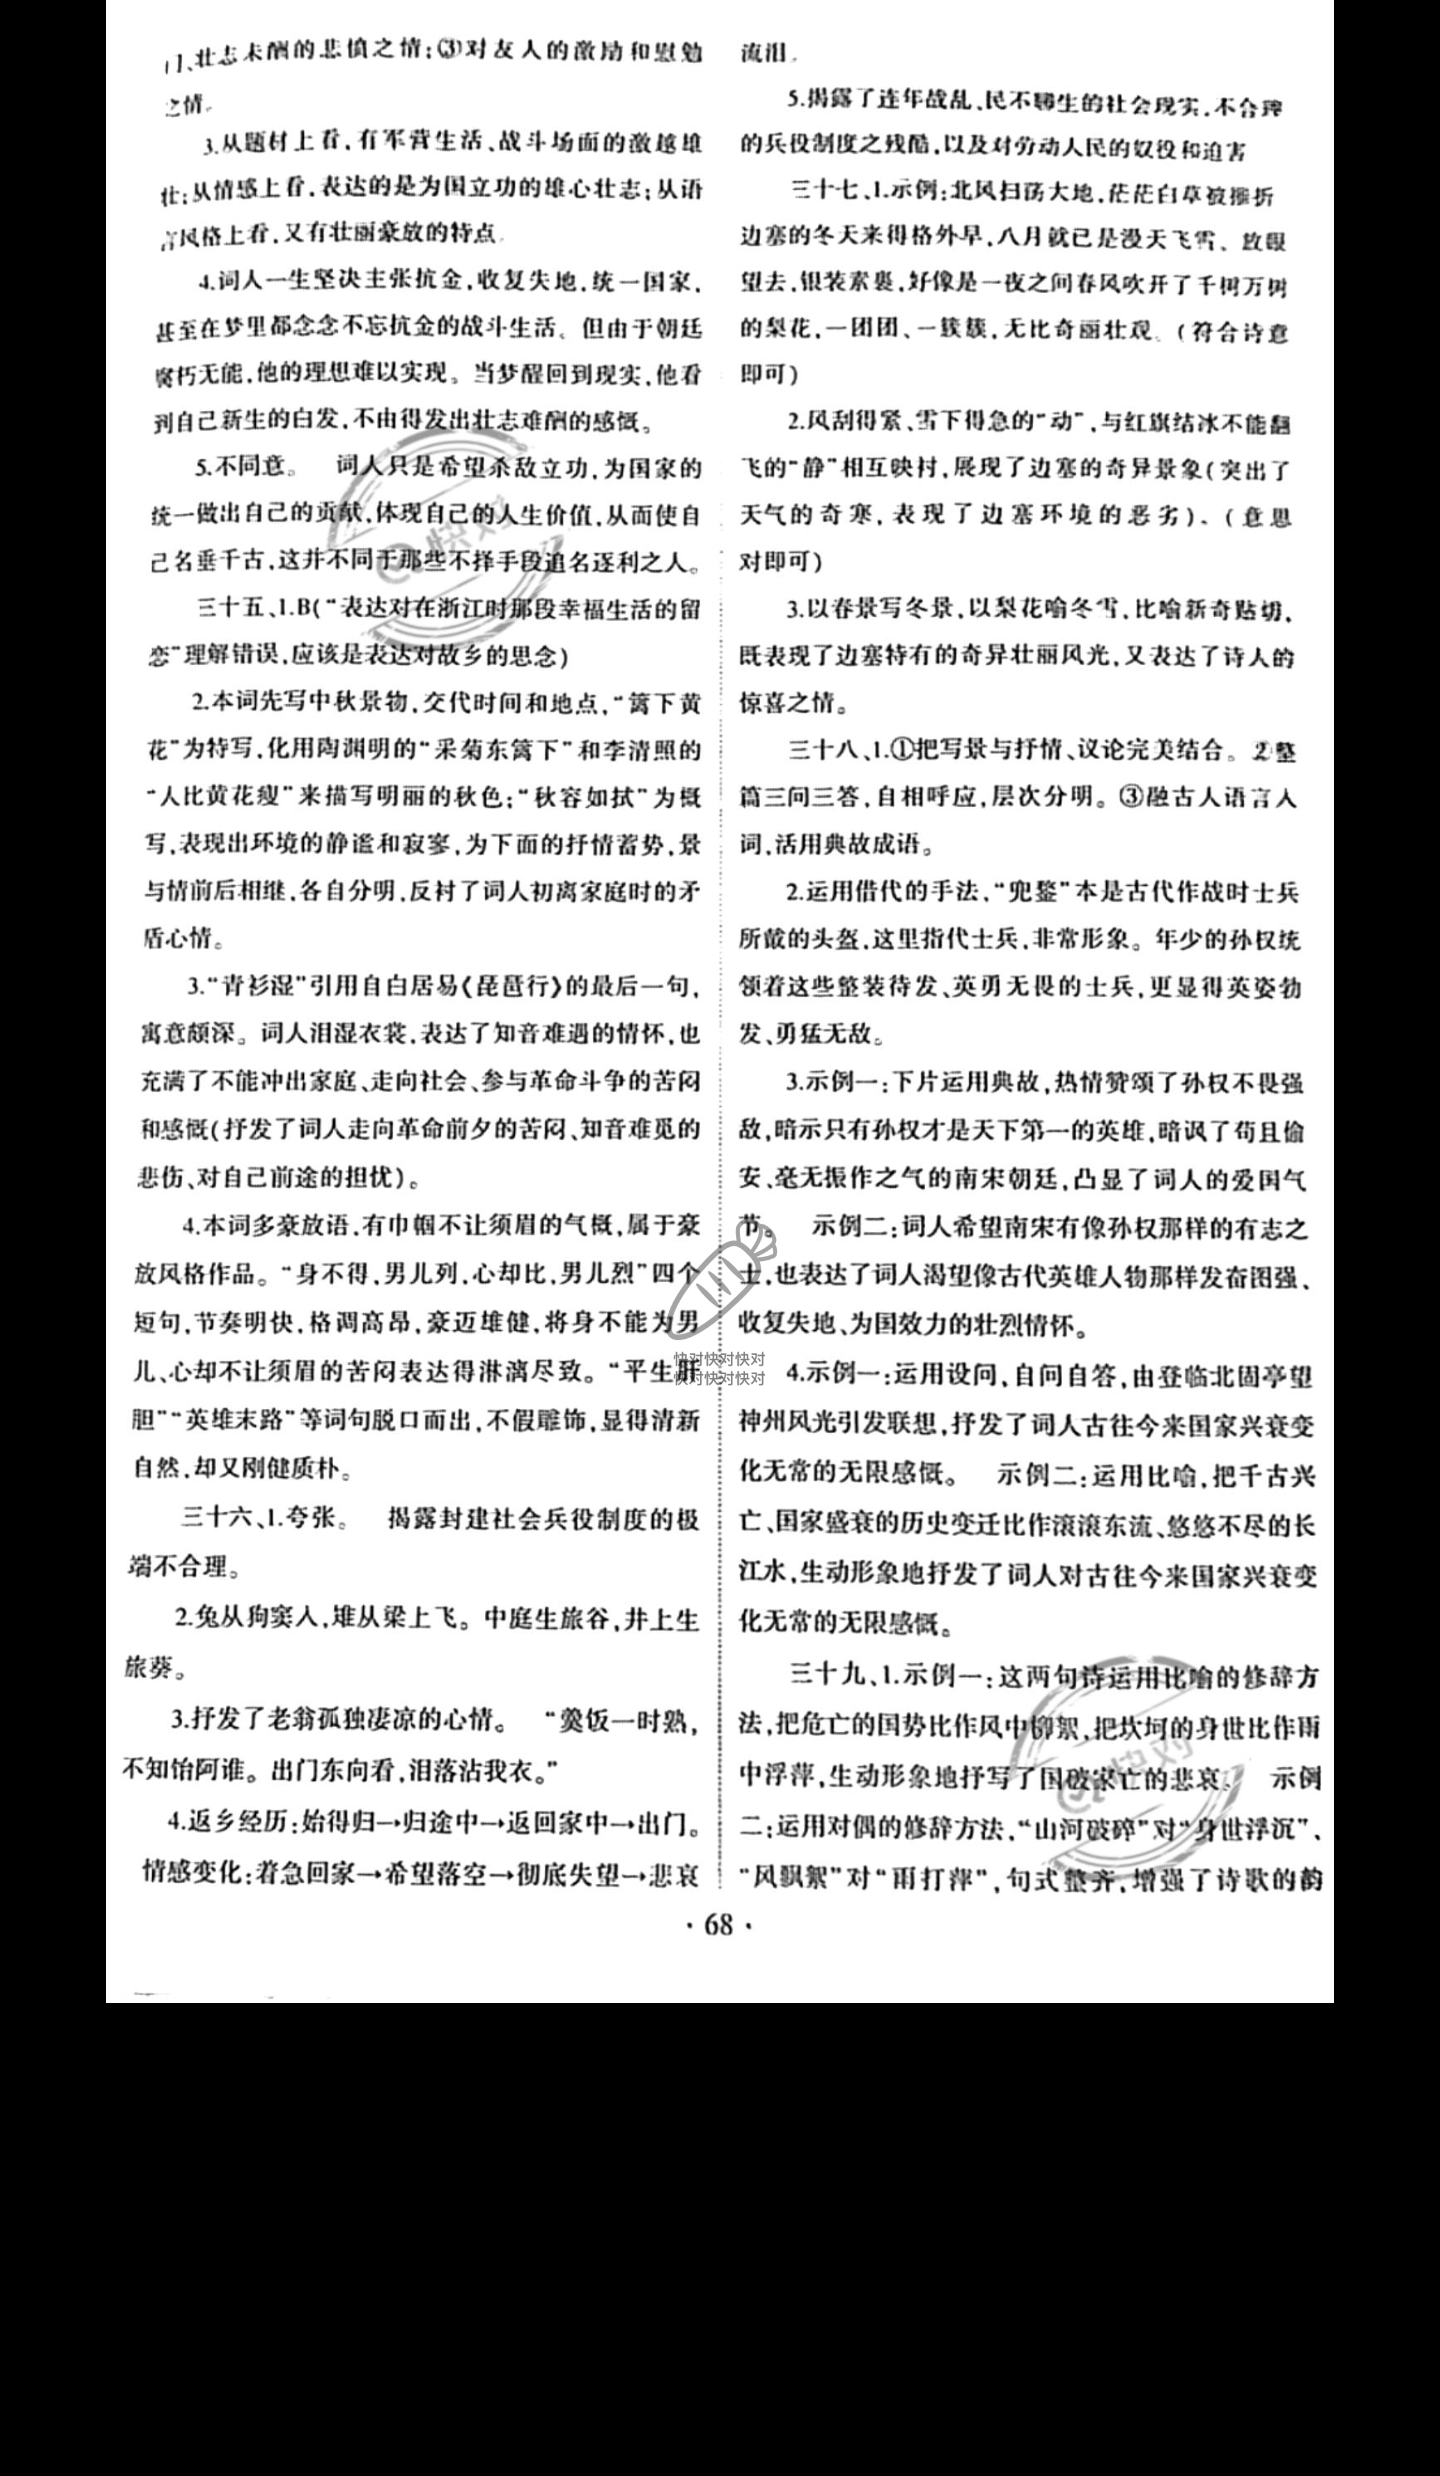 门、壮志未酬的悲愤之情;③对友人的激励和慰勉
之情。
3.从题材上看,有军营生活、战斗场面的激越雄
壮;从情感上看,表达的是为国立功的雄心壮志;从语
言风格上看,又有壮丽豪放的特点。
4.词人一生坚决主张抗金,收复失地,统一国家,
甚至在梦里都念念不忘抗金的战斗生活。但由于朝廷
腐朽无能,他的理想难以实现。当梦醒回到现实,他看
到自己新生的白发,不由得发出壮志难酬的感慨。
5.不同意。 词人只是希望杀敌立功,为国家的
统一做出自己的贡献,体现自己的人生价值,从而使自
己名垂千古,这并不同于那些不择手段追名逐利之人。
三十五、1.B(“表达对在浙江时那段幸福生活的留
恋”理解错误,应该是表达对故乡的思念)
2.本词先写中秋景物,交代时间和地点,“篱下黄
花”为特写,化用陶渊明的“采菊东篱下”和李清照的
“人比黄花瘦”来描写明丽的秋色;“秋容如拭”为概
写,表现出环境的静谧和寂寥,为下面的抒情蓄势,景
与情前后相继,各自分明,反衬了词人初离家庭时的矛
盾心情。
3.“青衫湿”引用自白居易《琵琶行》的最后一句,
寓意颇深。词人泪湿衣裳,表达了知音难遇的情怀,也
充满了不能冲出家庭、走向社会、参与革命斗争的苦闷
和感慨(抒发了词人走向革命前夕的苦闷、知音难觅的
悲伤、对自己前途的担忧)。
4.本词多豪放语,有巾帼不让须眉的气概,属于豪
放风格作品。“身不得,男儿列,心却比,男儿烈”四个
短句,节奏明快,格调高昂,豪迈雄健,将身不能为男
儿、心却不让须眉的苦闷表达得淋漓尽致。“平生肝
胆”“英雄末路”等词句脱口而出,不假雕饰,显得清新
自然,却又刚健质朴。
三十六、1.夸张。 揭露封建社会兵役制度的极
端不合理。
2.兔从狗窦入,雉从梁上飞。中庭生旅谷,井上生
旅葵。
3.抒发了老翁孤独凄凉的心情。 “羹饭一时熟,
不知饴阿谁。出门东向看,泪落沾我衣。”
4.返乡经历:始得归→归途中→返回家中→出门。
情感变化:着急回家→希望落空→彻底失望→悲哀
流泪。
5.揭露了连年战乱、民不聊生的社会现实,不合理
的兵役制度之残酷,以及对劳动人民的奴役和迫害
三十七、1.示例:北风扫荡大地,茫茫白草被摧折
边塞的冬天来得格外早,八月就已是漫天飞雪。放眼
望去,银装素裹,好像是一夜之间春风吹开了千树万树
的梨花,一团团、一簇簇,无比奇丽壮观。(符合诗意
即可)
2.风刮得紧、雪下得急的“动”,与红旗结冰不能翻
飞的“静”相互映衬,展现了边塞的奇异景象(突出了
天气的奇寒,表现了边塞环境的恶劣)。(意思
对即可)
3.以春景写冬景,以梨花喻冬雪,比喻新奇贴切,
既表现了边塞特有的奇异壮丽风光,又表达了诗人的
惊喜之情。
三十八、1.①把写景与抒情、议论完美结合。②整
篇三问三答,自相呼应,层次分明。③融古人语言入
词,活用典故成语。
2.运用借代的手法,“兜鍪”本是古代作战时士兵
所戴的头盔,这里指代士兵,非常形象。年少的孙权统
领着这些整装待发、英勇无畏的士兵,更显得英姿勃
发、勇猛无敌。
3.示例一:下片运用典故,热情赞颂了孙权不畏强
敌,暗示只有孙权才是天下第一的英雄,暗讽了苟且偷
安、毫无振作之气的南宋朝廷,凸显了词人的爱国气
节。 示例二:词人希望南宋有像孙权那样的有志之
士,也表达了词人渴望像古代英雄人物那样发奋图强、
收复失地、为国效力的壮烈情怀。
4.示例一:运用设问,自问自答,由登临北固亭望
神州风光引发联想,抒发了词人古往今来国家兴衰变
化无常的无限感慨。 示例二:运用比喻,把千古兴
亡、国家盛衰的历史变迁比作滚滚东流、悠悠不尽的长
江水,生动形象地抒发了词人对古往今来国家兴衰变
化无常的无限感慨。
三十九、1.示例一:这两句诗运用比喻的修辞方
法,把危亡的国势比作风中柳絮,把坎坷的身世比作雨
中浮萍,生动形象地抒写了国破家亡的悲哀。 示例
二:运用对偶的修辞方法,“山河破碎”对“身世浮沉”、
“风飘絮”对“雨打萍”,句式整齐,增强了诗歌的韵
·68·
快对
快对快对快对
快对快对快对
快对